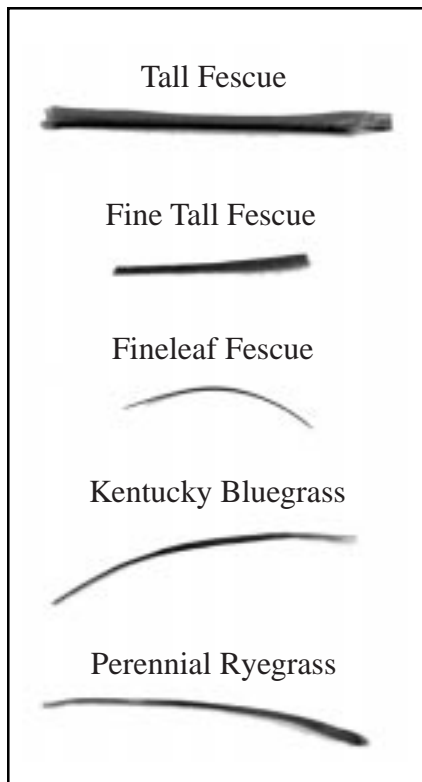 Tall Fescue
Fine Tall Fescue
Fineleaf Fescue
Kentucky Bluegrass
Perennial Ryegrass